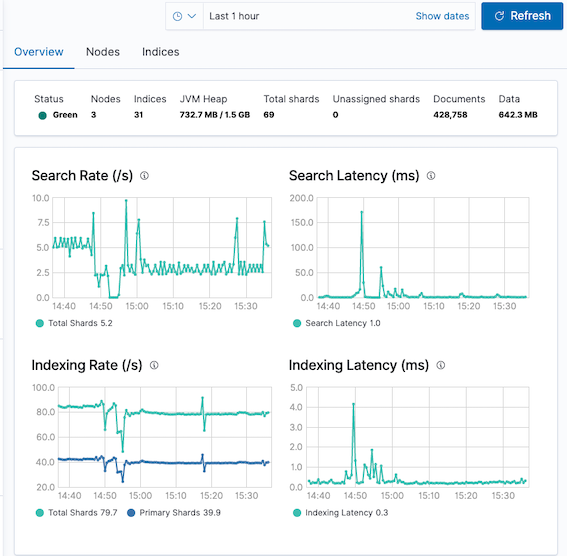 Last 1 hour Show dates Refresh
Overview Nodes Indices
Status Nodes Indices JVM Heap Total shards Unassigned shards Documents Data
Green 3 31 732.7 MB / 1.5 GB 69 0 428,758 642.3 MB
Search Rate (/s)
10.0
7.5
5.0
2.5
0.0
14:40 14:50 15:00 15:10 15:20 15:30
Total Shards 5.2
Search Latency (ms)
200.0
150.0
100.0
50.0
0.0
14:40 14:50 15:00 15:10 15:20 15:30
Search Latency 1.0
Indexing Rate (/s)
100.0
80.0
60.0
40.0
20.0
14:40 14:50 15:00 15:10 15:20 15:30
Total Shards 79.7 Primary Shards 39.9
Indexing Latency (ms)
5.0
4.0
3.0
2.0
1.0
0.0
14:40 14:50 15:00 15:10 15:20 15:30
Indexing Latency 0.3